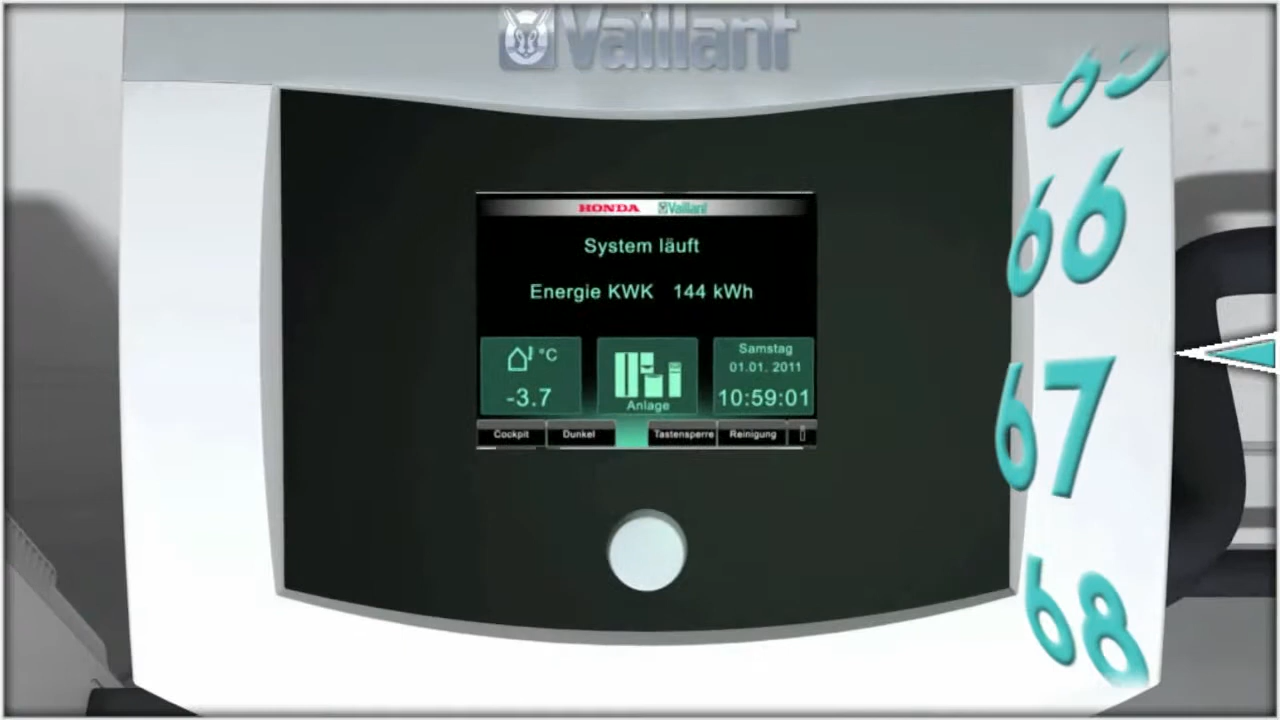 Vaillant
HONDA Vaillant
System läuft
Energie KWK 144 kWh
°C
-3.7
Anlage
Samstag
01.01. 2011
10:59:01
Cockpit Dunkel Tastensperre Reinigung
66
67
68